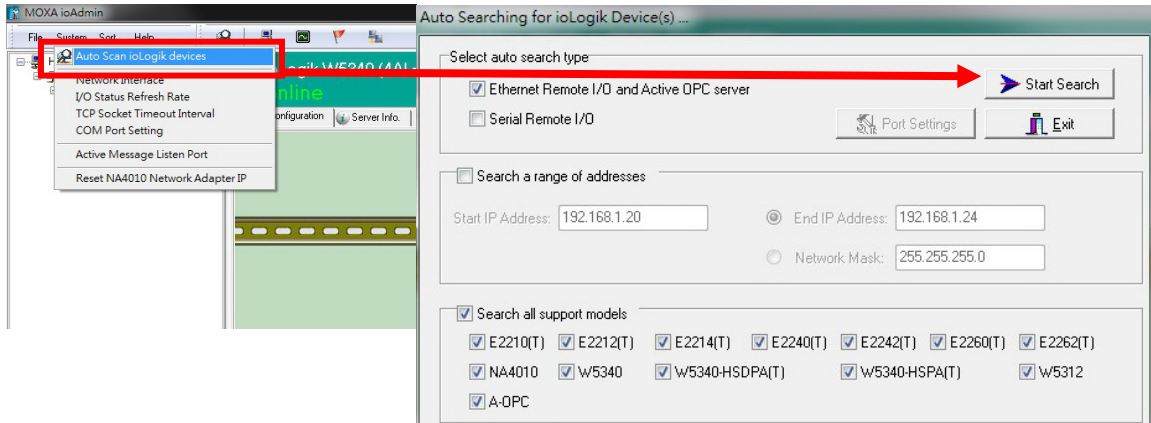 MOXA ioAdmin
File System Sort Help
Auto Scan ioLogik devices
Network Interface
I/O Status Refresh Rate
TCP Socket Timeout Interval
COM Port Setting
Active Message Listen Port
Reset NA4010 Network Adapter IP
Server Info.
Auto Searching for ioLogik Device(s) ...
Select auto search type
Ethernet Remote I/O and Active OPC server
Start Search
Serial Remote I/O
Port Settings
Exit
Search a range of addresses
Start IP Address: 192.168.1.20
End IP Address: 192.168.1.24
Network Mask: 255.255.255.0
Search all support models
E2210(T) E2212(T) E2214(T) E2240(T) E2242(T) E2260(T) E2262(T)
NA4010 W5340 W5340-HSDPA(T) W5340-HSPA(T) W5312
A-OPC